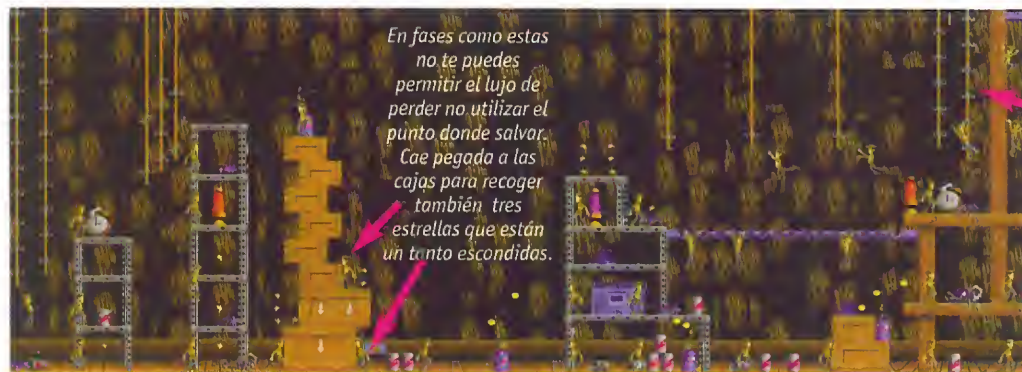 En fases como estas
no te puedes
permitir el lujo de
perder no utilizar el
punto donde salvar.
Cae pegada a las
cajas para recoger
también tres
estrellas que están
un tanto escondidas.